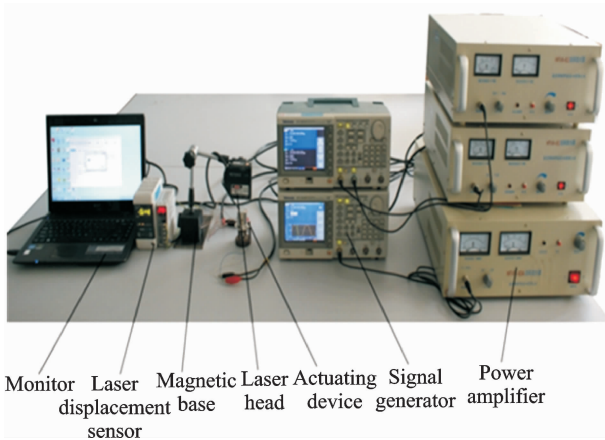 Monitor
Laser displacement sensor
Magnetic base
Laser head
Actuating device
Signal generator
Power amplifier